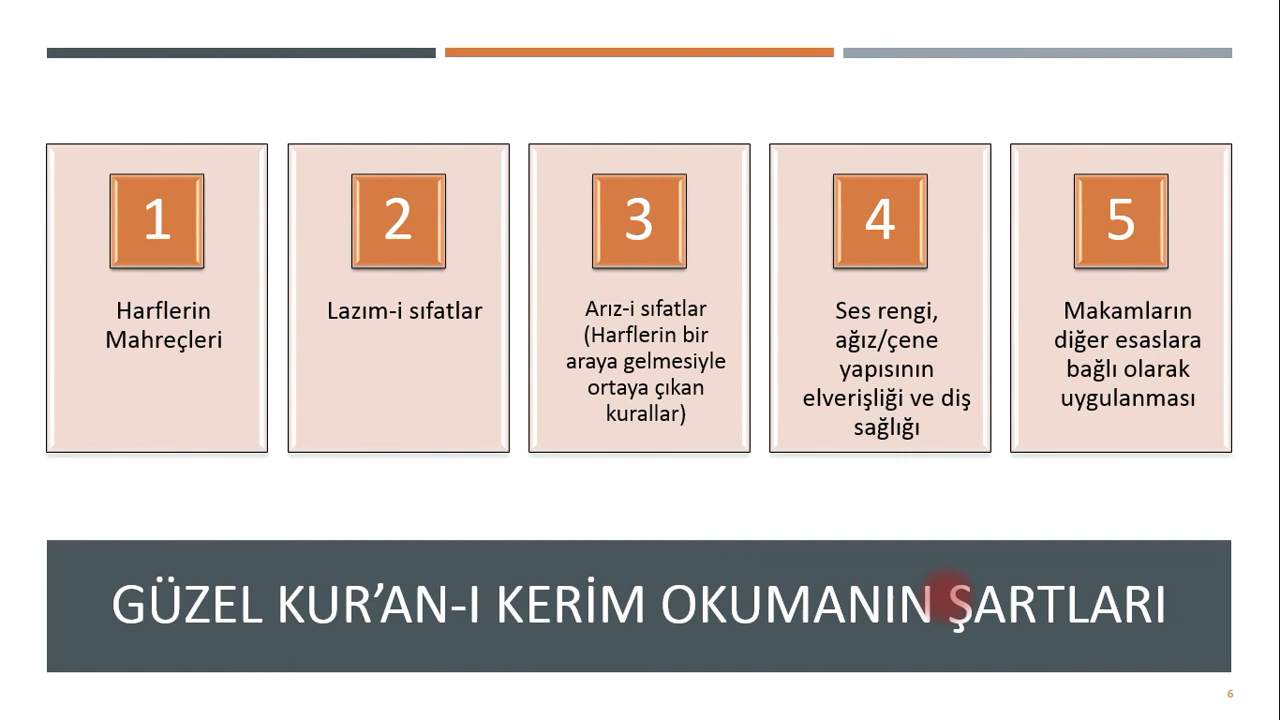 1
Harflerin
Mahreçleri
2
Lazım-i sıfatlar
3
Arız-i sıfatlar
(Harflerin bir
araya gelmesiyle
ortaya çıkan
kurallar)
4
Ses rengi,
ağız/çene
yapısının
elverişliği ve diş
sağlığı
5
Makamların
diğer esaslara
bağlı olarak
uygulanması
GÜZEL KUR’AN-I KERİM OKUMANIN ŞARTLARI
6